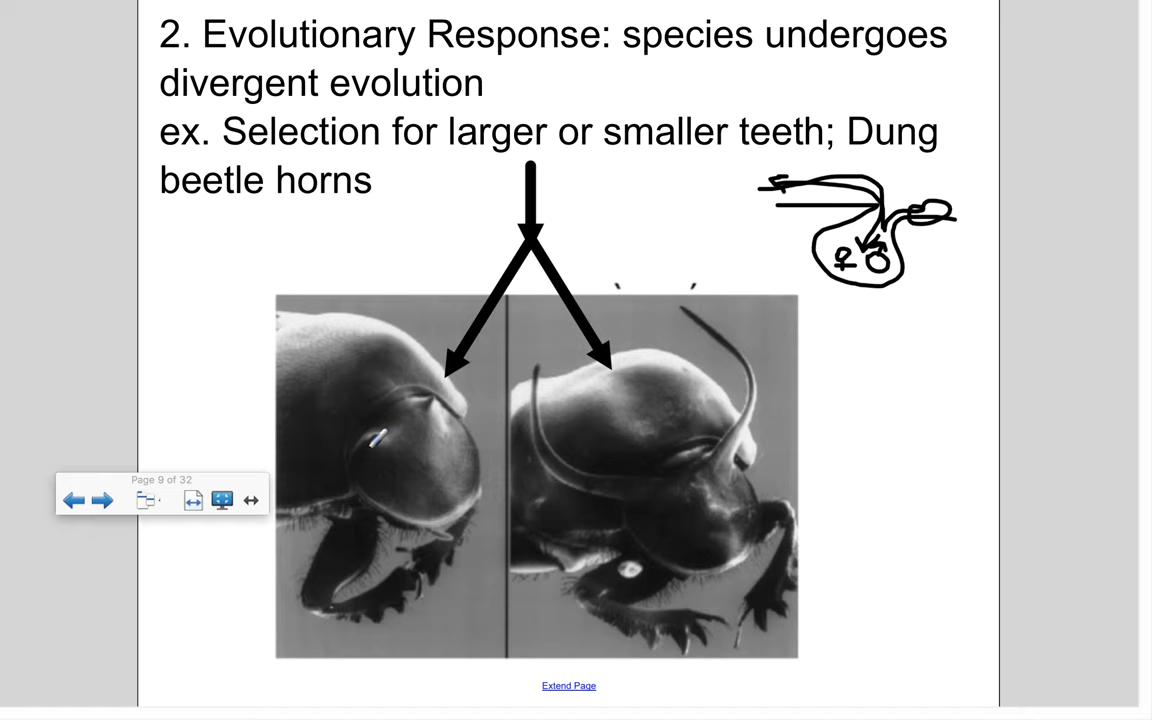 2. Evolutionary Response: species undergoes
divergent evolution
ex. Selection for larger or smaller teeth; Dung
beetle horns
♀ ♂
Page 9 of 32
Extend Page